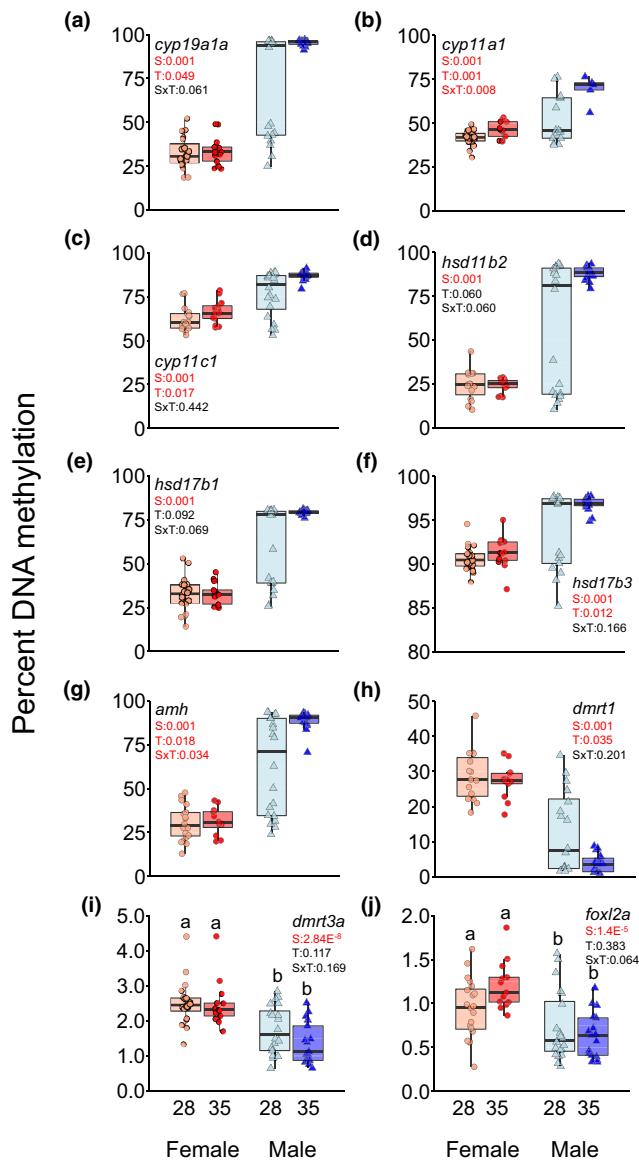 (a)
cyp19a1a
S:0.001
T:0.049
SxT:0.061
100
75
50
25
0
(b)
cyp11a1
S:0.001
T:0.001
SxT:0.008
100
75
50
25
0
(c)
cyp11c1
S:0.001
T:0.017
SxT:0.442
100
75
50
25
0
(d)
hsd11b2
S:0.001
T:0.060
SxT:0.060
100
75
50
25
0
(e)
hsd17b1
S:0.001
T:0.092
SxT:0.069
100
75
50
25
0
(f)
hsd17b3
S:0.001
T:0.012
SxT:0.166
100
95
90
85
80
Percent DNA methylation
(g)
amh
S:0.001
T:0.018
SxT:0.034
100
75
50
25
0
(h)
dmrt1
S:0.001
T:0.035
SxT:0.201
50
40
30
20
10
0
(i)
dmrt3a
S:2.84E-8
T:0.117
SxT:0.169
a a
b b
5.0
4.0
3.0
2.0
1.0
0.0
(j)
foxl2a
S:1.4E-5
T:0.383
SxT:0.064
a a
b b
2.0
1.5
1.0
0.5
0.0
28 35 28 35
Female Male
28 35 28 35
Female Male